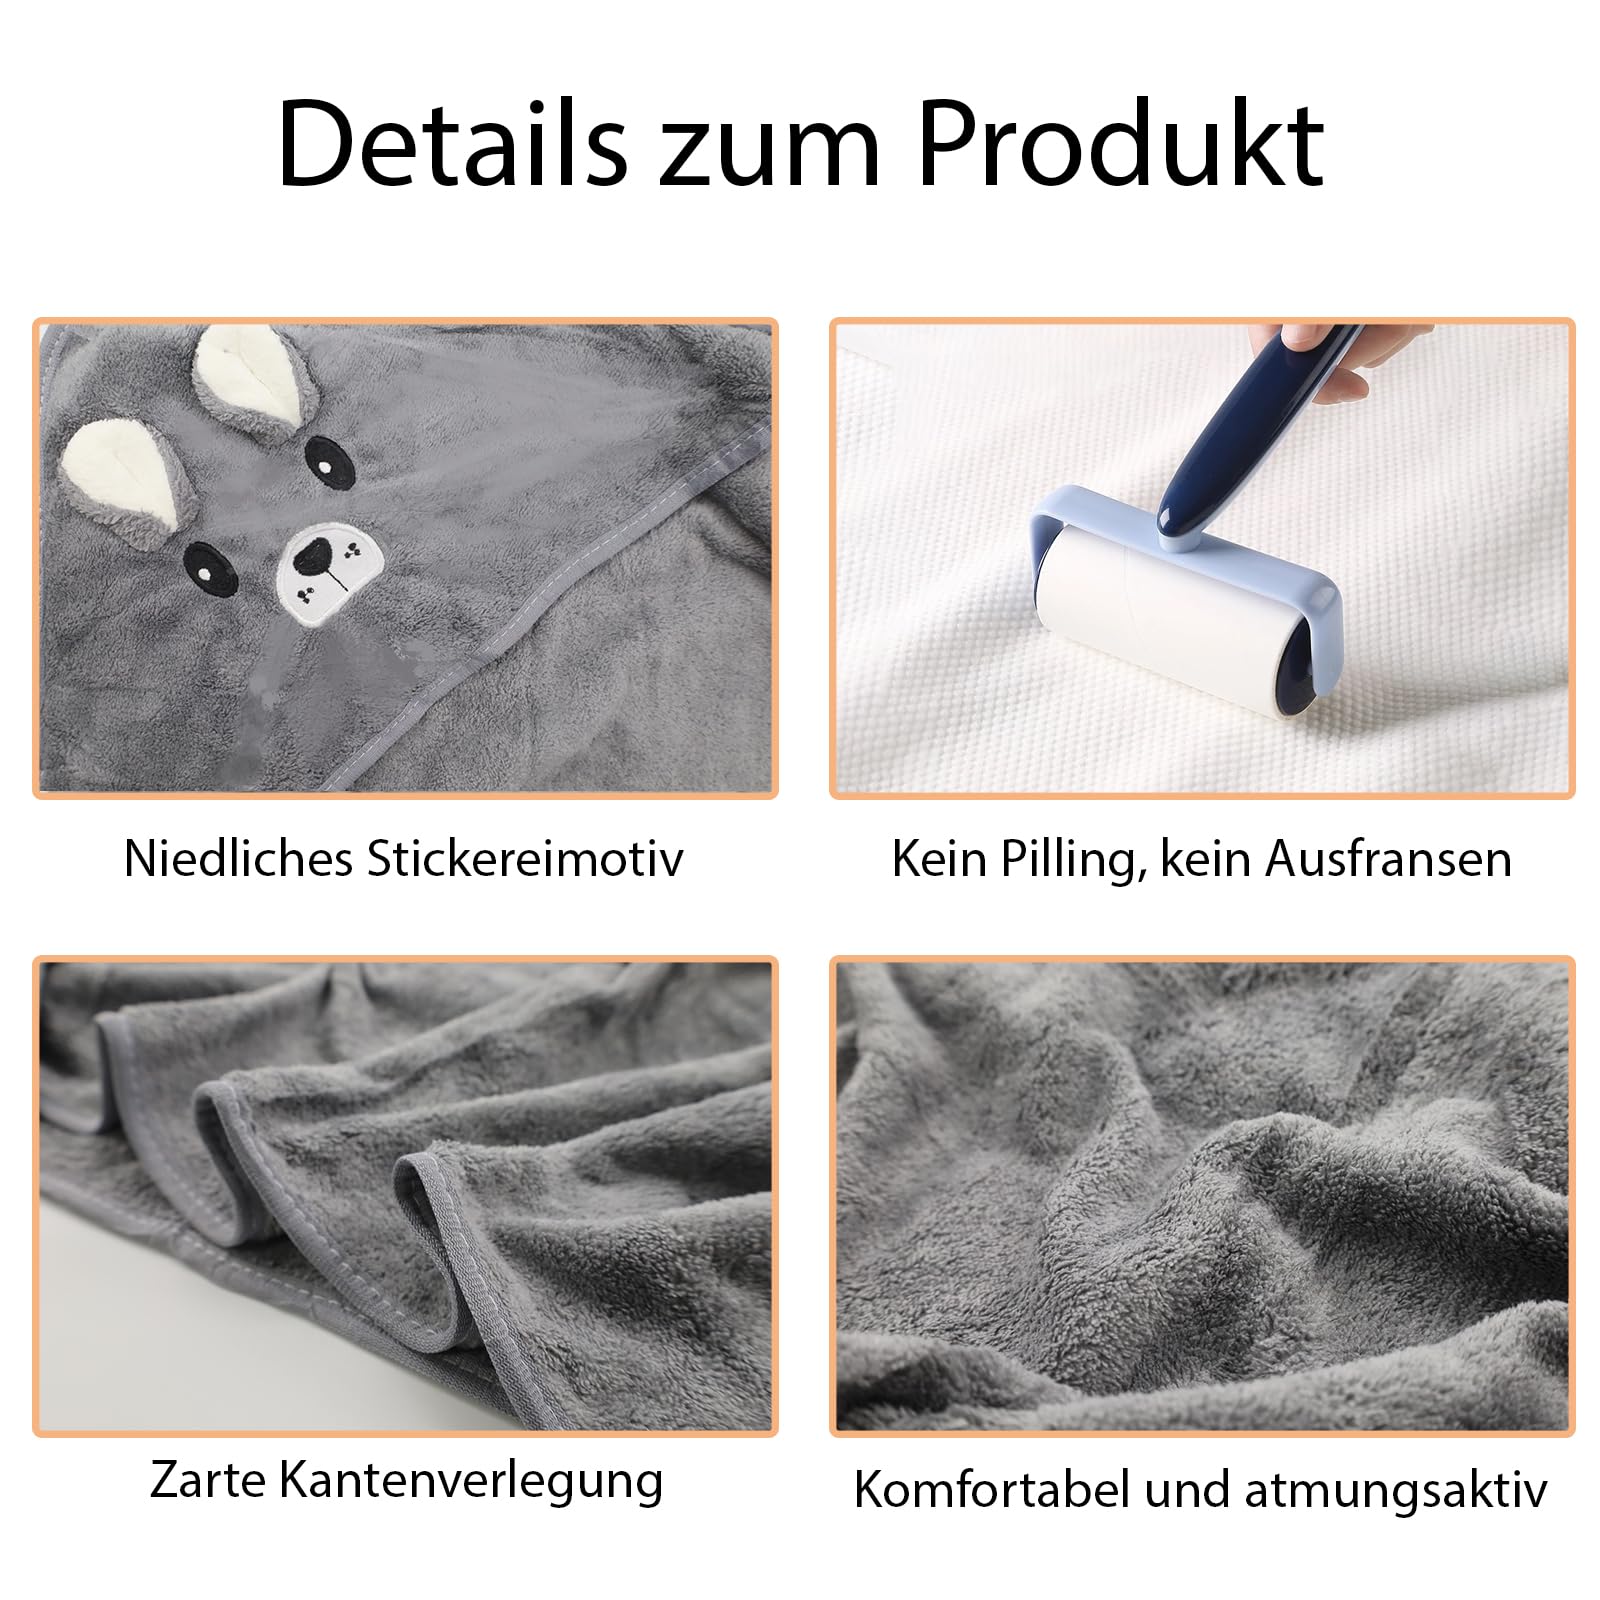 Details zum Produkt
Niedliches Stickereimotiv
Kein Pilling, kein Ausfransen
Zarte Kantenverlegung
Komfortabel und atmungsaktiv